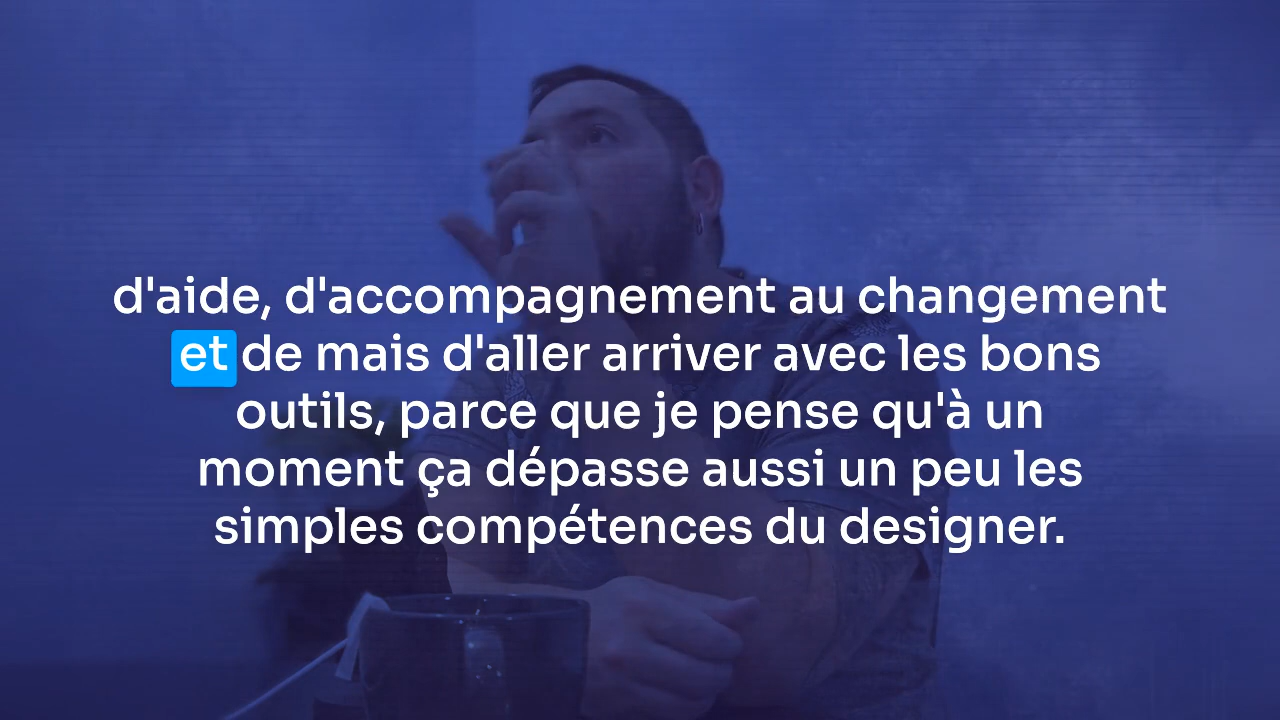 d'aide, d'accompagnement au changement
et de mais d'aller arriver avec les bons
outils, parce que je pense qu'à un
moment ça dépasse aussi un peu les
simples compétences du designer.